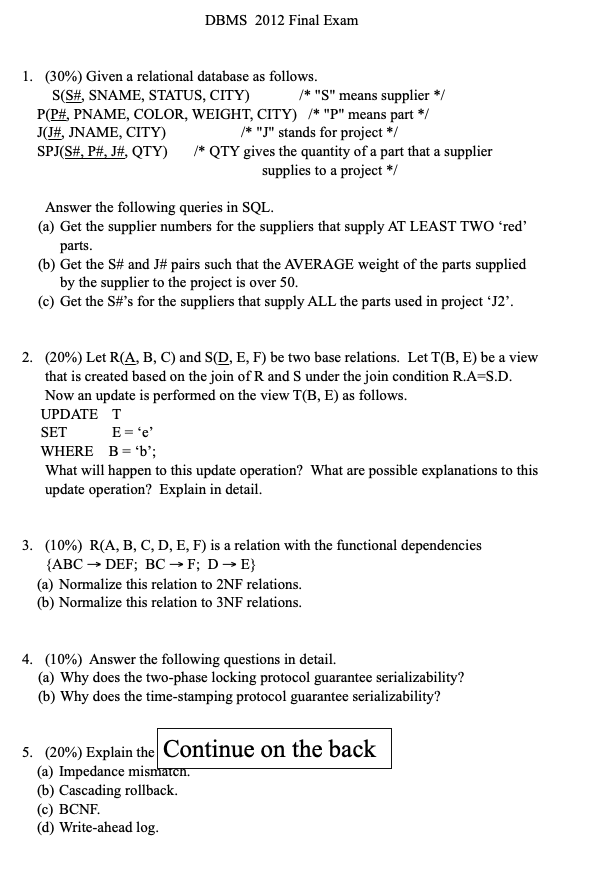 DBMS 2012 Final Exam
1. (30%) Given a relational database as follows.
S(S#, SNAME, STATUS, CITY) /* "S" means supplier */
P(P#, PNAME, COLOR, WEIGHT, CITY) /* "P" means part */
J(J#, JNAME, CITY) /* "J" stands for project */
SPJ(S#, P#, J#, QTY) /* QTY gives the quantity of a part that a supplier
supplies to a project */
Answer the following queries in SQL.
(a) Get the supplier numbers for the suppliers that supply AT LEAST TWO ‘red’
parts.
(b) Get the S# and J# pairs such that the AVERAGE weight of the parts supplied
by the supplier to the project is over 50.
(c) Get the S#’s for the suppliers that supply ALL the parts used in project ‘J2’.
2. (20%) Let R(A, B, C) and S(D, E, F) be two base relations. Let T(B, E) be a view
that is created based on the join of R and S under the join condition R.A=S.D.
Now an update is performed on the view T(B, E) as follows.
UPDATE T
SET E = ‘e’
WHERE B = ‘b’;
What will happen to this update operation? What are possible explanations to this
update operation? Explain in detail.
3. (10%) R(A, B, C, D, E, F) is a relation with the functional dependencies
{ABC → DEF; BC → F; D → E}
(a) Normalize this relation to 2NF relations.
(b) Normalize this relation to 3NF relations.
4. (10%) Answer the following questions in detail.
(a) Why does the two-phase locking protocol guarantee serializability?
(b) Why does the time-stamping protocol guarantee serializability?
5. (20%) Explain the
Continue on the back
(a) Impedance mismatch.
(b) Cascading rollback.
(c) BCNF.
(d) Write-ahead log.